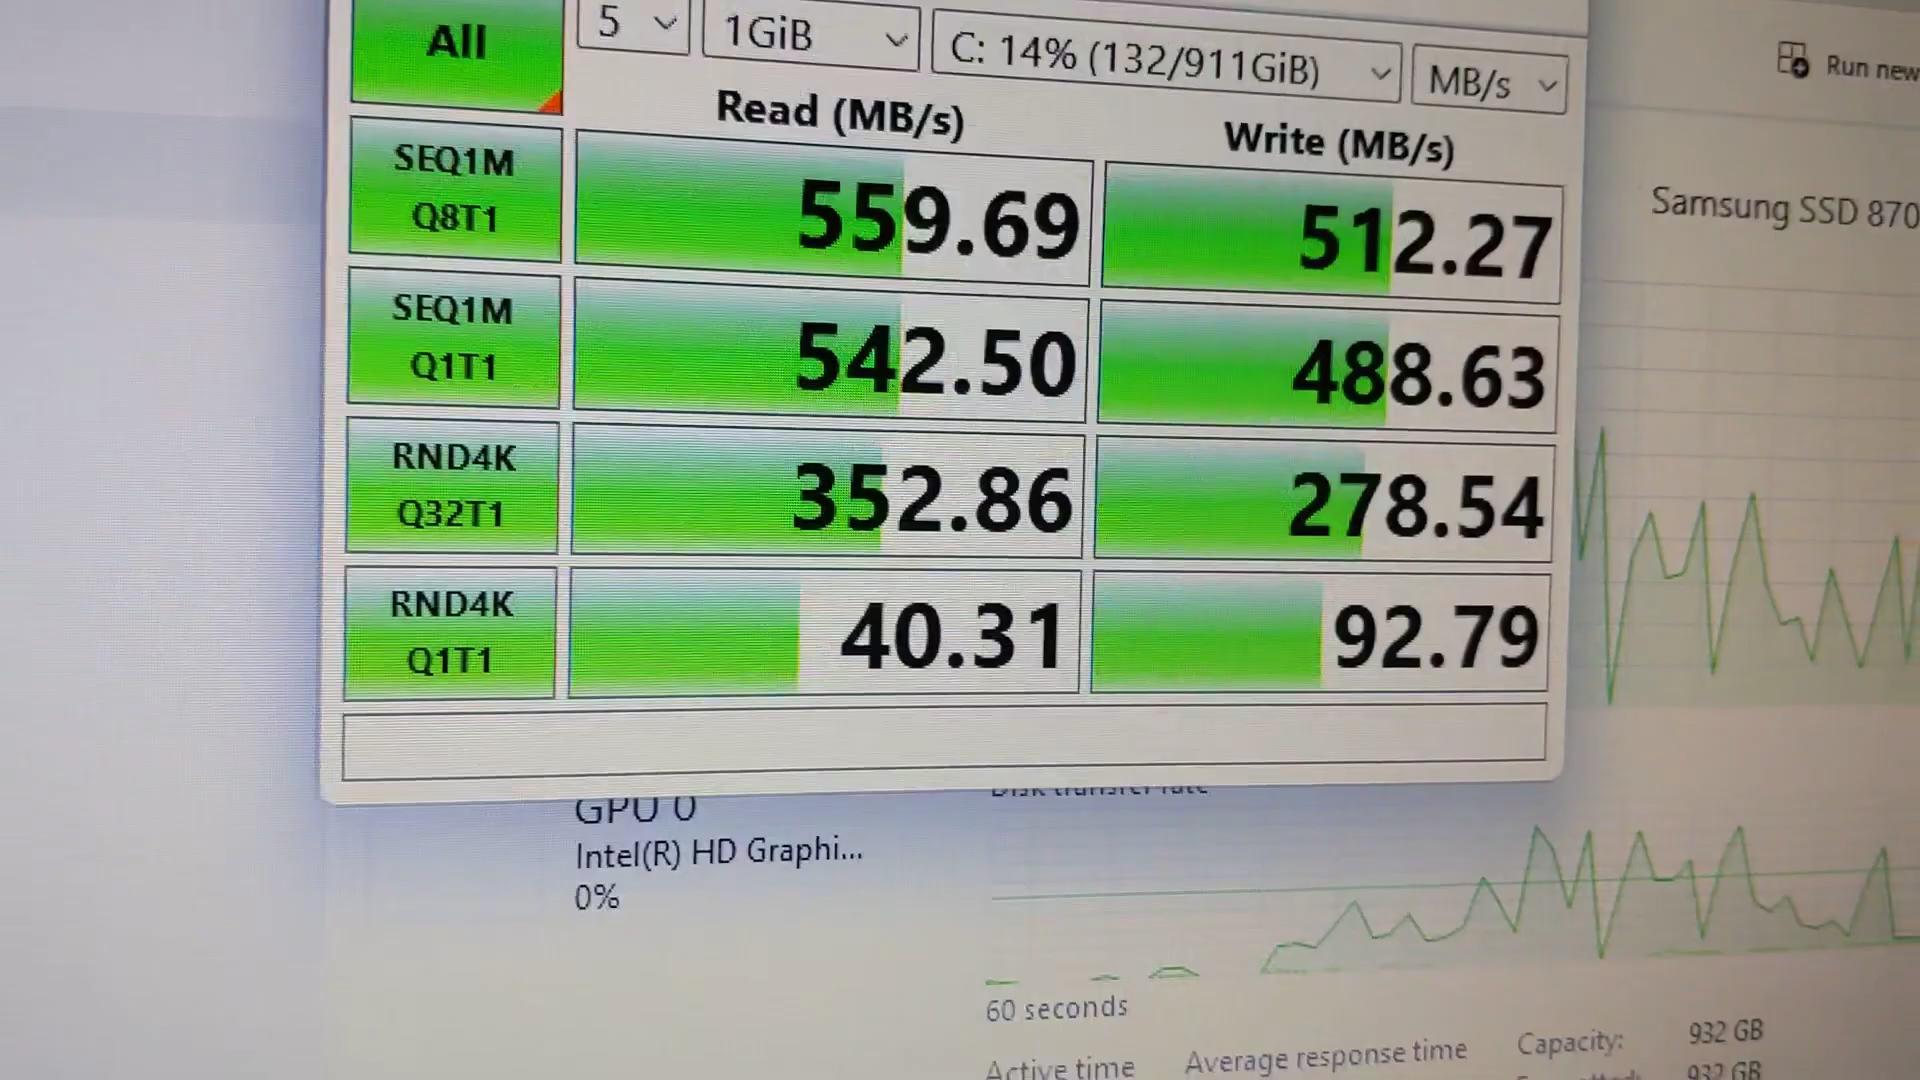 All
5
1GiB
C: 14% (132/911GiB)
MB/s
Run new
Read (MB/s)
Write (MB/s)
SEQ1M
Q8T1
559.69
512.27
Samsung SSD 870
SEQ1M
Q1T1
542.50
488.63
RND4K
Q32T1
352.86
278.54
RND4K
Q1T1
40.31
92.79
GPU 0
Intel(R) HD Graphi...
0%
Disk transfer rate
60 seconds
Active time
Average response time
Capacity:
932 GB
932 GB